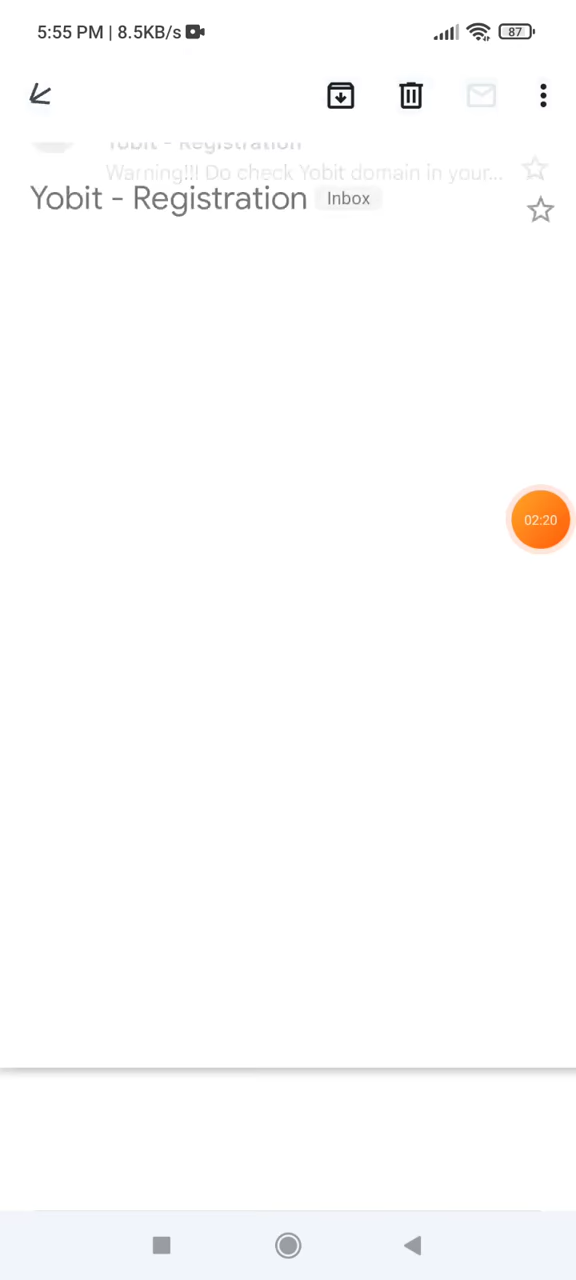 5:55 PM | 8.5KB/s 87
Yobit - Registration
Warning!!! Do check Yobit domain in your...
Yobit - Registration Inbox
02:20